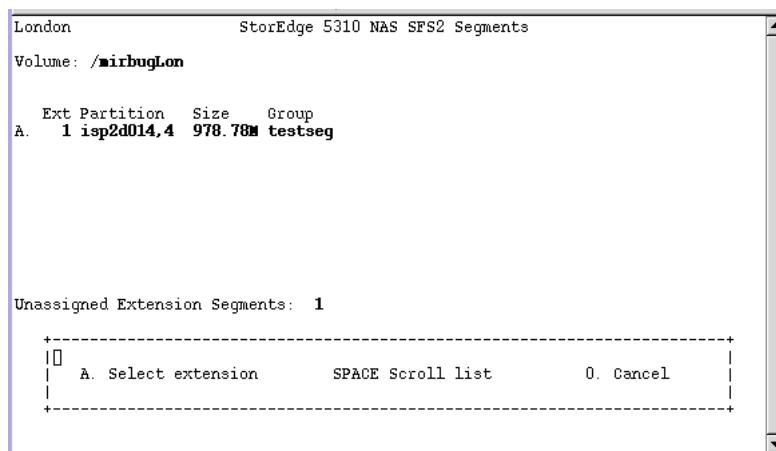 London StorEdge 5310 NAS SFS2 Segments
Volume: /mirbugLon
Ext Partition Size Group
A. 1 isp2d014,4 978.78M testseg
Unassigned Extension Segments: 1
A. Select extension SPACE Scroll list 0. Cancel